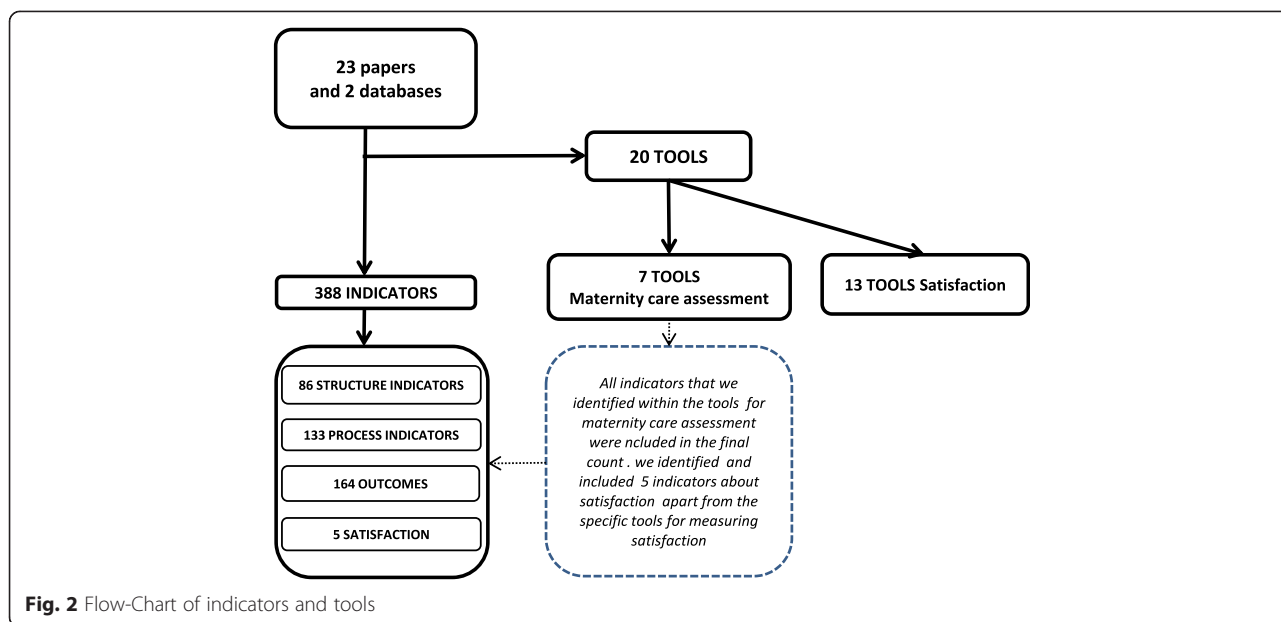 23 papers
and 2 databases
20 TOOLS
388 INDICATORS
7 TOOLS
Maternity care assessment
13 TOOLS Satisfaction
86 STRUCTURE INDICATORS
133 PROCESS INDICATORS
164 OUTCOMES
5 SATISFACTION
All indicators that we
identified within the tools for
maternity care assessment
were ncluded in the final
count . we identified and
included 5 indicators about
satisfaction apart from the
specific tools for measuring
satisfaction
Fig. 2 Flow-Chart of indicators and tools